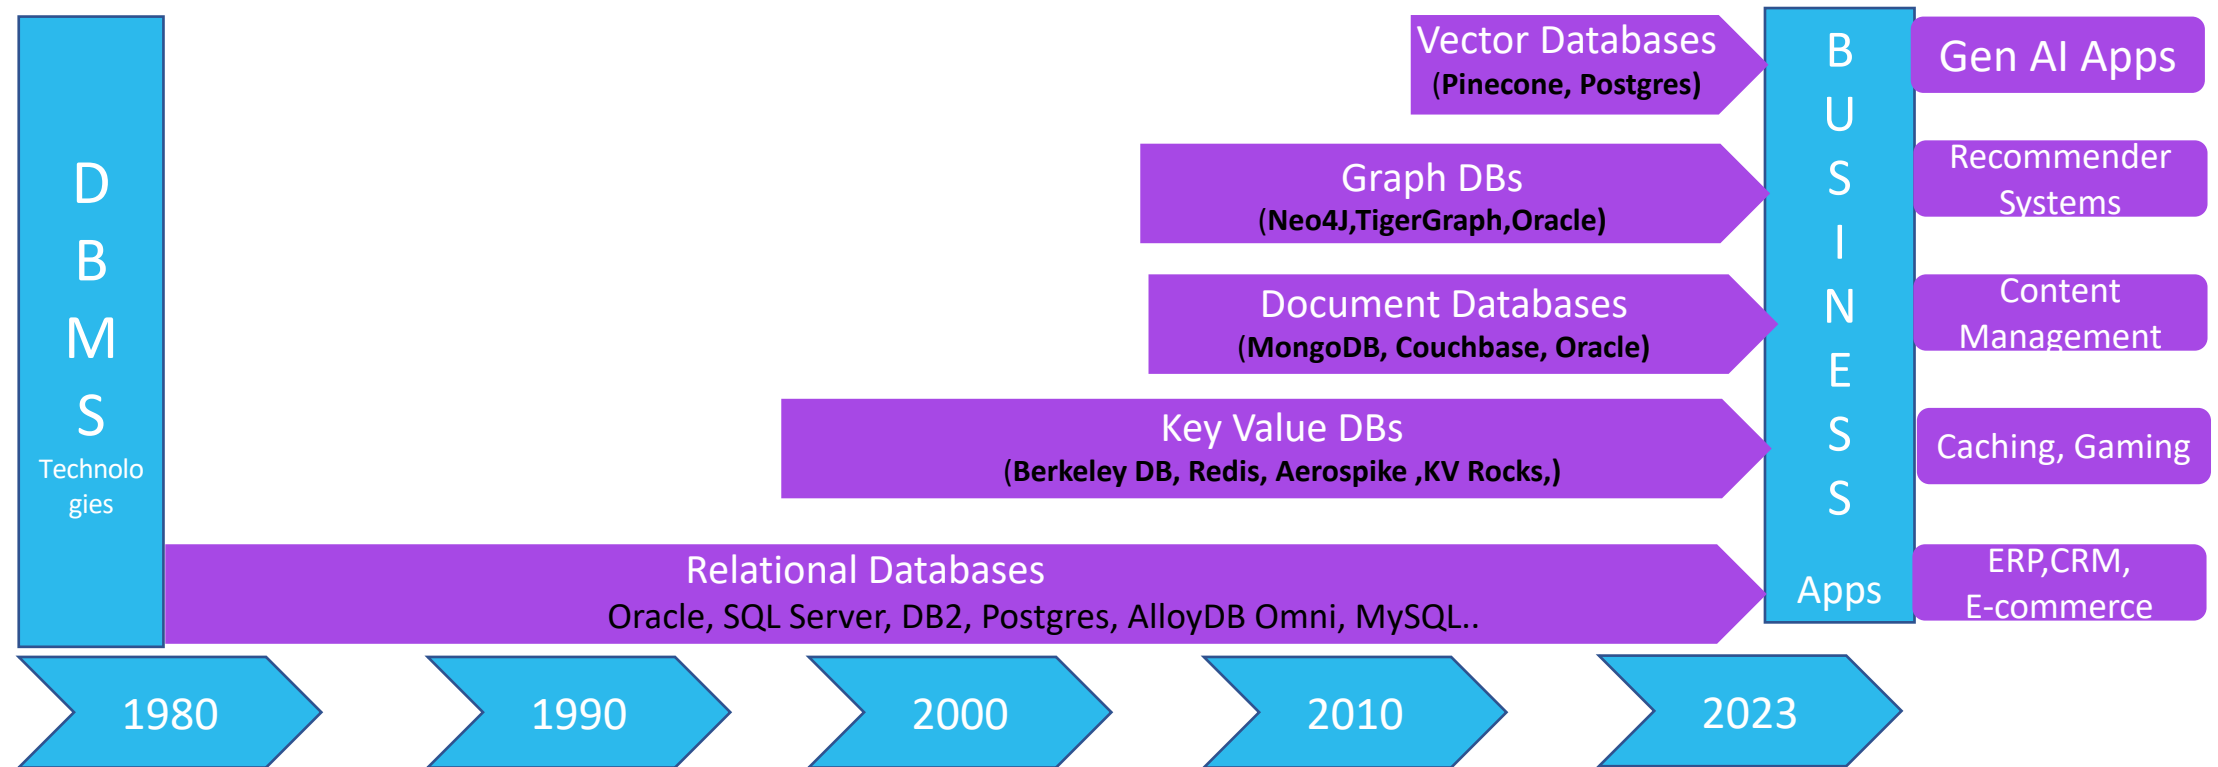 D
B
M
S
Technolo
gies
Vector Databases
(Pinecone, Postgres)
Graph DBs
(Neo4J,TigerGraph,Oracle)
Document Databases
(MongoDB, Couchbase, Oracle)
Key Value DBs
(Berkeley DB, Redis, Aerospike ,KV Rocks,)
Relational Databases
Oracle, SQL Server, DB2, Postgres, AlloyDB Omni, MySQL..
B
U
S
I
N
E
S
S
Apps
Gen AI Apps
Recommender
Systems
Content
Management
Caching, Gaming
ERP,CRM,
E-commerce
1980
1990
2000
2010
2023